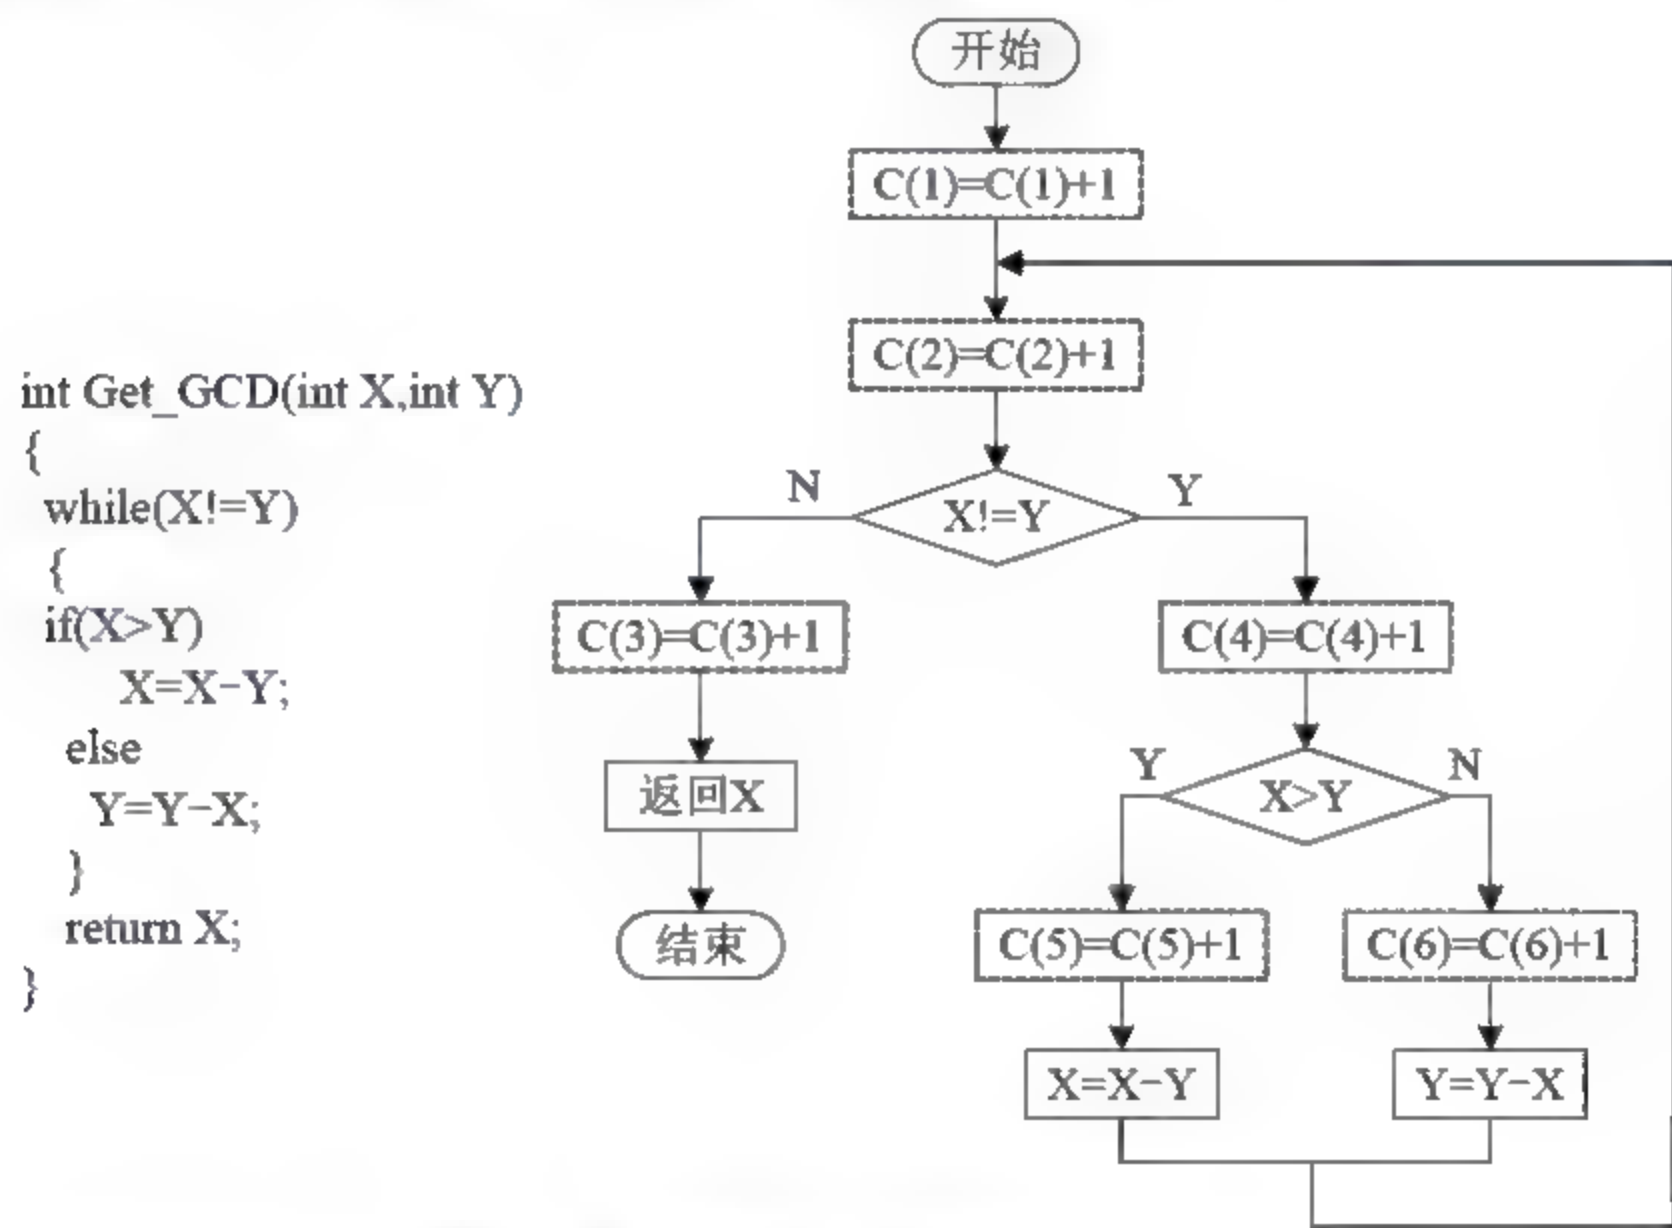 int Get_GCD(int X,int Y)
{
while(X!=Y)
{
if(X>Y)
X=X-Y;
else
Y=Y-X;
}
return X;
}
开始
C(1)=C(1)+1
C(2)=C(2)+1
N
X!=Y
Y
C(3)=C(3)+1
C(4)=C(4)+1
返回X
Y
X>Y
N
结束
C(5)=C(5)+1
C(6)=C(6)+1
X=X-Y
Y=Y-X